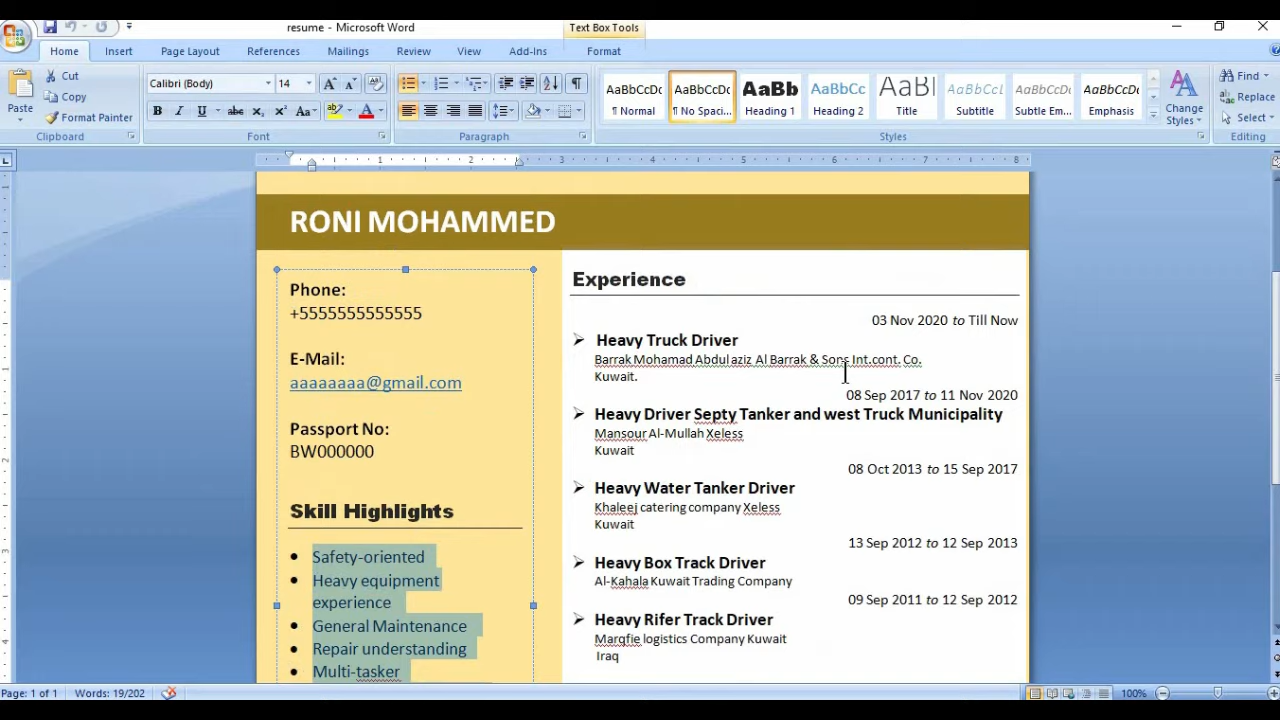 resume - Microsoft Word
Text Box Tools
Home Insert Page Layout References Mailings Review View Add-Ins Format
Cut
Copy
Format Painter
Paste
Clipboard
Calibri (Body) 14
Font
Paragraph
AaBbCcDc AaBbCcDc AaBb AaBbCc AaBl AaBbCcL AaBbCcDc AaBbCcDc
¶ Normal ¶ No Spaci... Heading 1 Heading 2 Title Subtitle Subtle Em... Emphasis
Change
Styles
Styles
Find
Replace
Select
Editing
1 2 3 4 5 6 7 8
RONI MOHAMMED
Phone:
+5555555555555
E-Mail:
aaaaaaaa@gmail.com
Passport No:
BW000000
Skill Highlights
Safety-oriented
Heavy equipment
experience
General Maintenance
Repair understanding
Multi-tasker
Experience
03 Nov 2020 to Till Now
Heavy Truck Driver
Barrak Mohamad Abdul aziz Al Barrak & Sons Int.cont. Co.
Kuwait.
08 Sep 2017 to 11 Nov 2020
Heavy Driver Septy Tanker and west Truck Municipality
Mansour Al-Mullah Xeless
Kuwait
08 Oct 2013 to 15 Sep 2017
Heavy Water Tanker Driver
Khaleej catering company Xeless
Kuwait
13 Sep 2012 to 12 Sep 2013
Heavy Box Track Driver
Al-Kahala Kuwait Trading Company
09 Sep 2011 to 12 Sep 2012
Heavy Rifer Track Driver
Marqfie logistics Company Kuwait
Iraq
Page: 1 of 1 Words: 19/202
100%